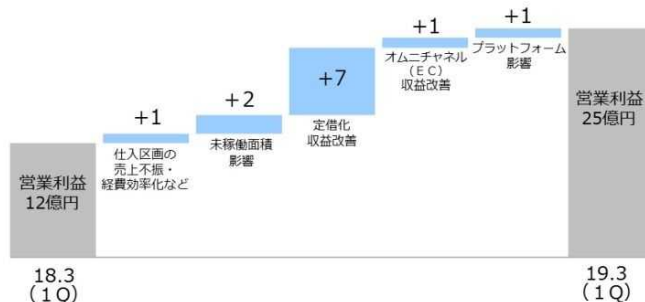 +1
+1
オムニチャネル
（ＥＣ）
収益改善
プラットフォーム
影響
+7
定借化
収益改善
+2
未稼働面積
影響
+1
仕入区画の
売上不振・
経費効率化など
営業利益
12億円
営業利益
25億円
18.3
（１Q）
19.3
（１Q）